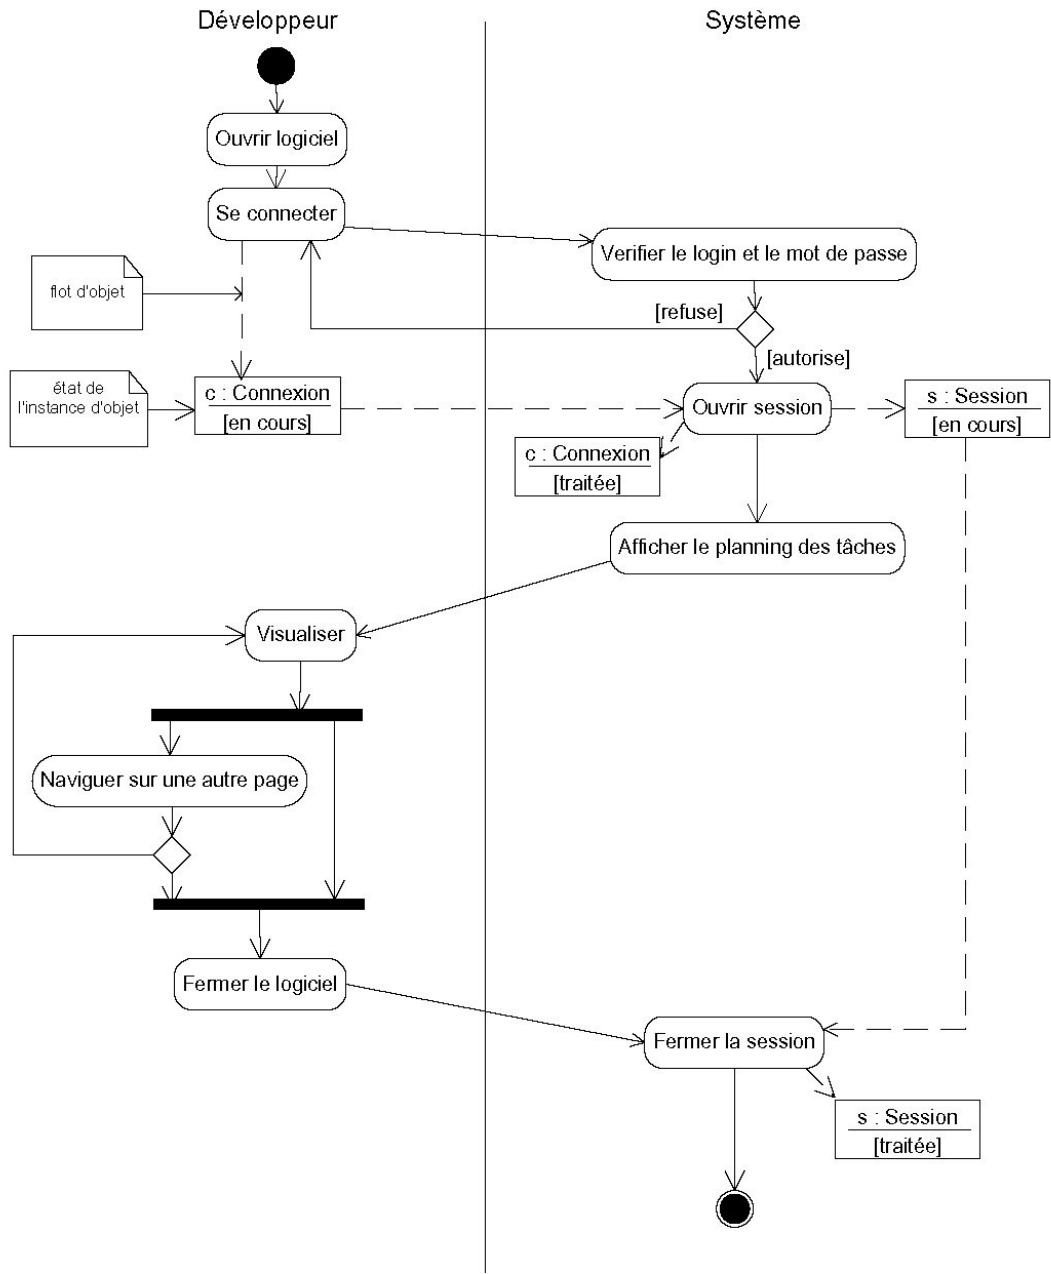 Développeur
Système
Ouvrir logiciel
Se connecter
Verifier le login et le mot de passe
flot d'objet
[refuse]
[autorise]
état de
l'instance d'objet
c : Connexion
[en cours]
Ouvrir session
s : Session
[en cours]
c : Connexion
[traitée]
Afficher le planning des tâches
Visualiser
Naviguer sur une autre page
Fermer le logiciel
Fermer la session
s : Session
[traitée]